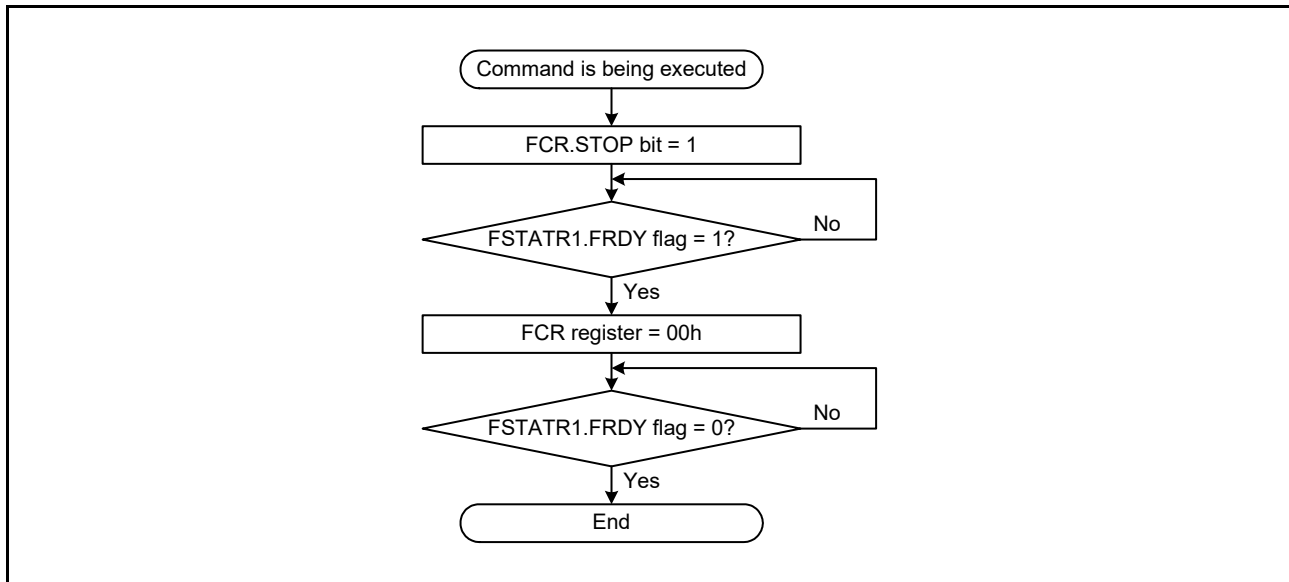 Command is being executed
FCR.STOP bit = 1
FSTATR1.FRDY flag = 1?
No
Yes
FCR register = 00h
FSTATR1.FRDY flag = 0?
No
Yes
End